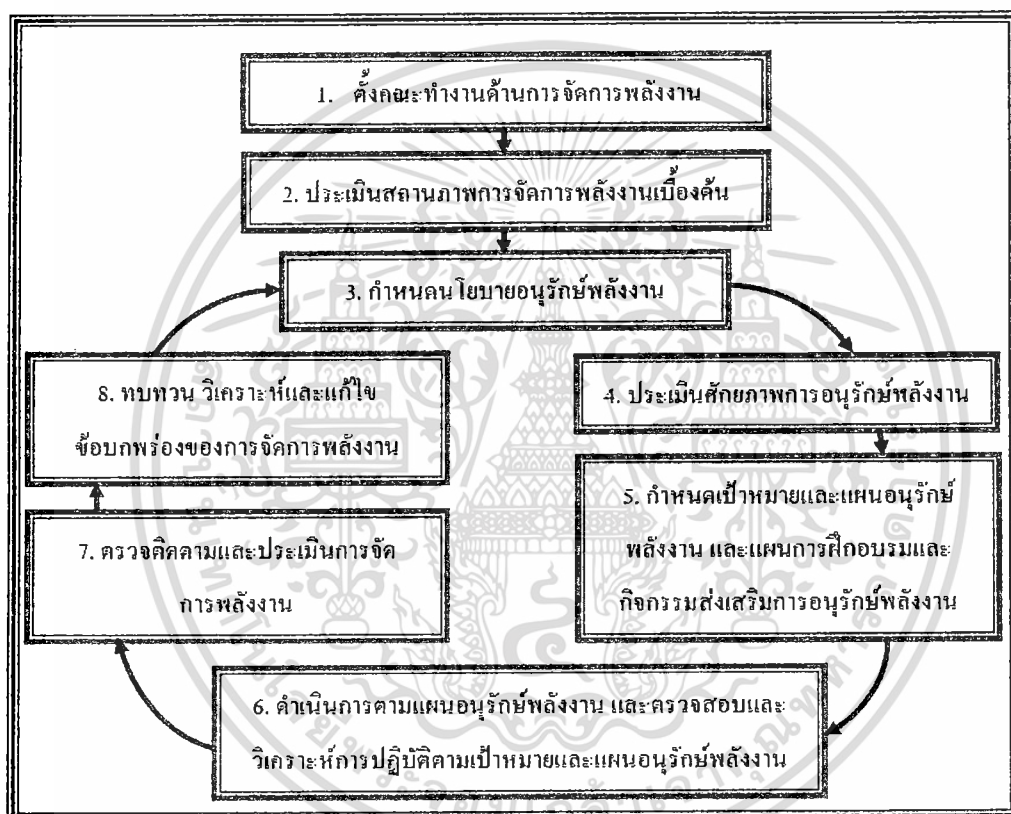 1. ตั้งคณะทำงานด้านการจัดการพลังงาน
2. ประเมินสถานภาพการจัดการพลังงานเบื้องต้น
3. กำหนดนโยบายอนุรักษ์พลังงาน
4. ประเมินศักยภาพการอนุรักษ์พลังงาน
5. กำหนดเป้าหมายและแผนอนุรักษ์
พลังงาน และแผนการฝึกอบรมและ
กิจกรรมส่งเสริมการอนุรักษ์พลังงาน
6. ดำเนินการตามแผนอนุรักษ์พลังงาน และตรวจสอบและ
วิเคราะห์การปฏิบัติตามเป้าหมายและแผนอนุรักษ์พลังงาน
7. ตรวจติดตามและประเมินการจัด
การพลังงาน
8. ทบทวน วิเคราะห์และแก้ไข
ข้อบกพร่องของการจัดการพลังงาน